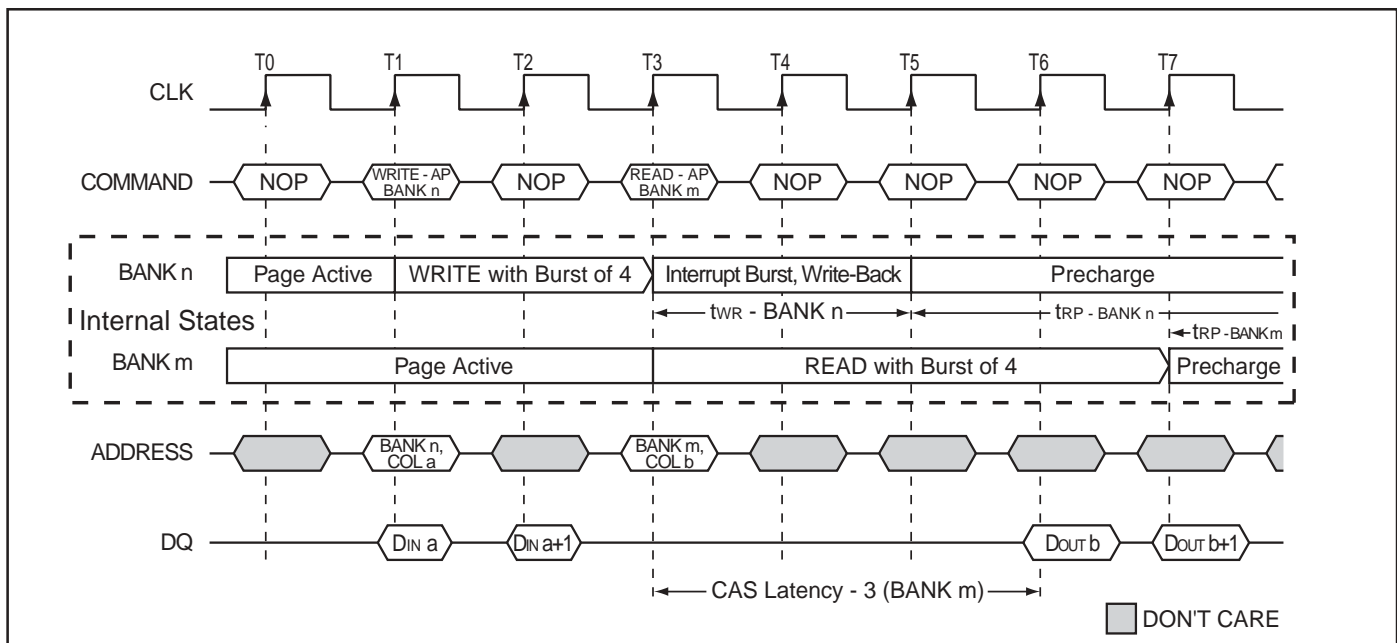 T0 T1 T2 T3 T4 T5 T6 T7
CLK
COMMAND NOP WRITE - AP BANK n NOP READ - AP BANK m NOP NOP NOP NOP
BANK n Page Active WRITE with Burst of 4 Interrupt Burst, Write-Back Precharge
Internal States tWR - BANK n tRP - BANK n
tRP - BANK m
BANK m Page Active READ with Burst of 4 Precharge
ADDRESS BANK n, COL a BANK m, COL b
DQ DIN a DIN a+1 DOUT b DOUT b+1
CAS Latency - 3 (BANK m)
DON'T CARE